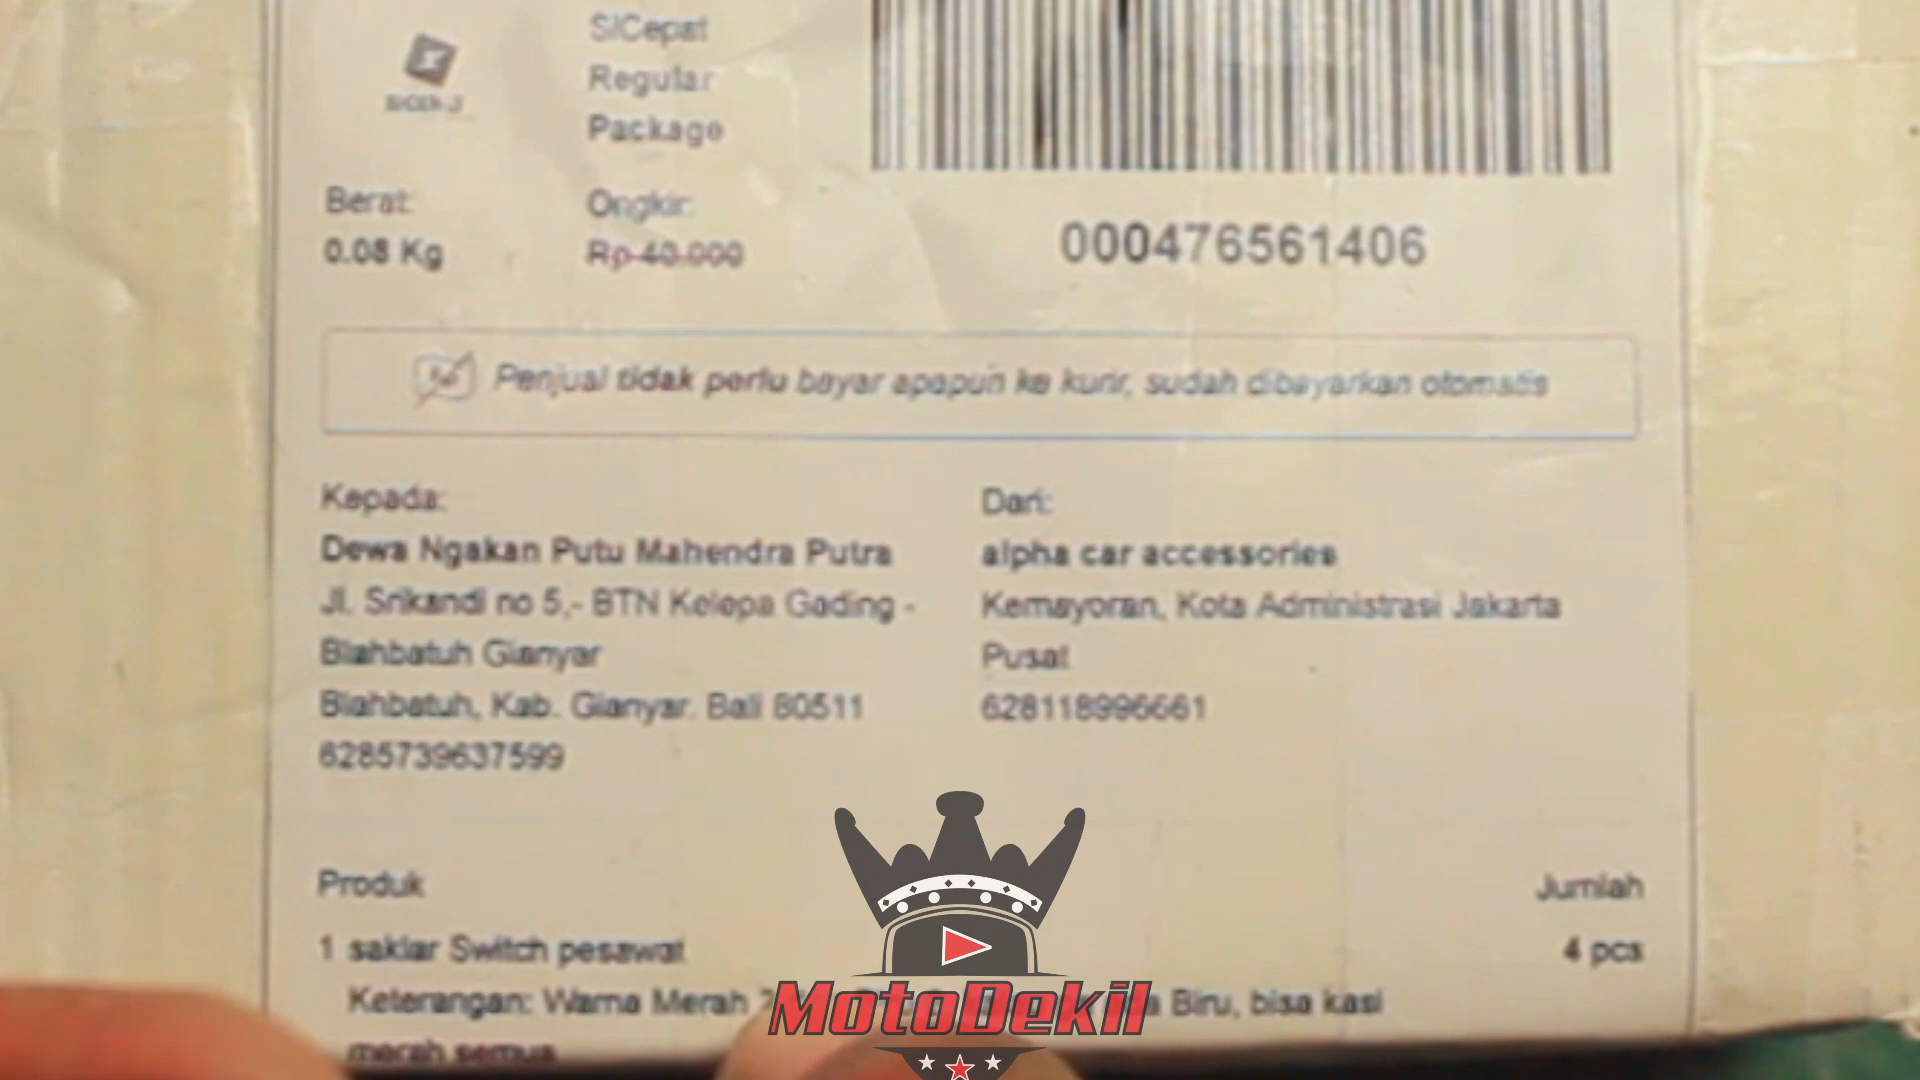 SiCepat
Regular
Package
Berat:
0.08 Kg
Ongkir:
Rp 40.000
000476561406
Penjual tidak perlu bayar apapun ke kurir, sudah dibayarkan otomatis
Kepada:
Dewa Ngakan Putu Mahendra Putra
Jl. Srikandi no 5,- BTN Kelapa Gading -
Blahbatuh Gianyar
Blahbatuh, Kab. Gianyar. Bali 80511
6285739637599
Dari:
alpha car accessories
Kemayoran, Kota Administrasi Jakarta
Pusat
628118996661
Produk
Jumlah
1 saklar Switch pesawat
4 pcs
Keterangan: Warna Merah Biru, bisa kasi
merah semua
MotoDekil